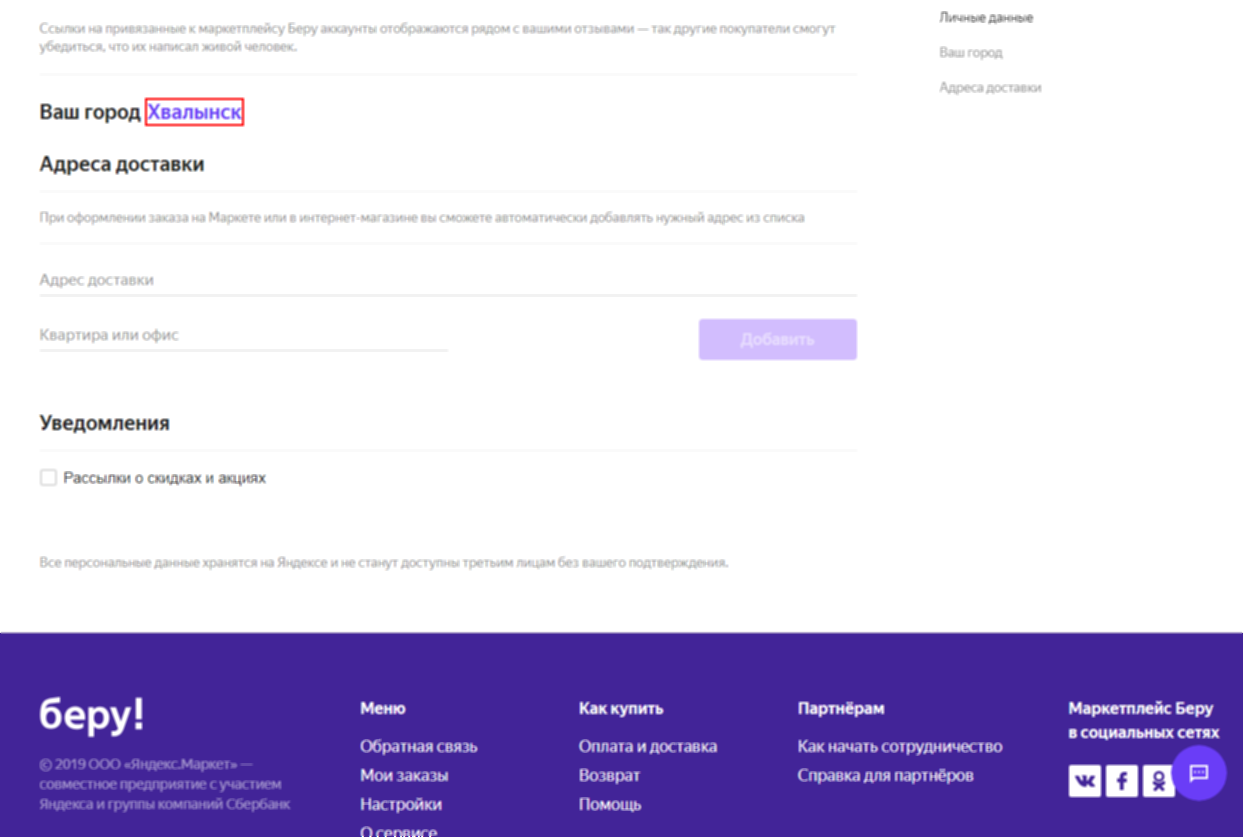 Ссылки на привязанные к маркетплейсу Беру аккаунты отображаются рядом с вашими отзывами — так другие покупатели смогут
убедиться, что их написал живой человек.
Личные данные
Ваш город
Адреса доставки
Ваш город Хвалынск
Адреса доставки
При оформлении заказа на Маркете или в интернет-магазине вы сможете автоматически добавлять нужный адрес из списка
Адрес доставки
Квартира или офис
Добавить
Уведомления
Рассылки о скидках и акциях
Все персональные данные хранятся на Яндексе и не станут доступны третьим лицам без вашего подтверждения.
беру!
© 2019 ООО «Яндекс.Маркет» —
совместное предприятие с участием
Яндекса и группы компаний Сбербанк
Меню
Обратная связь
Мои заказы
Настройки
О сервисе
Как купить
Оплата и доставка
Возврат
Помощь
Партнёрам
Как начать сотрудничество
Справка для партнёров
Маркетплейс Беру
в социальных сетях